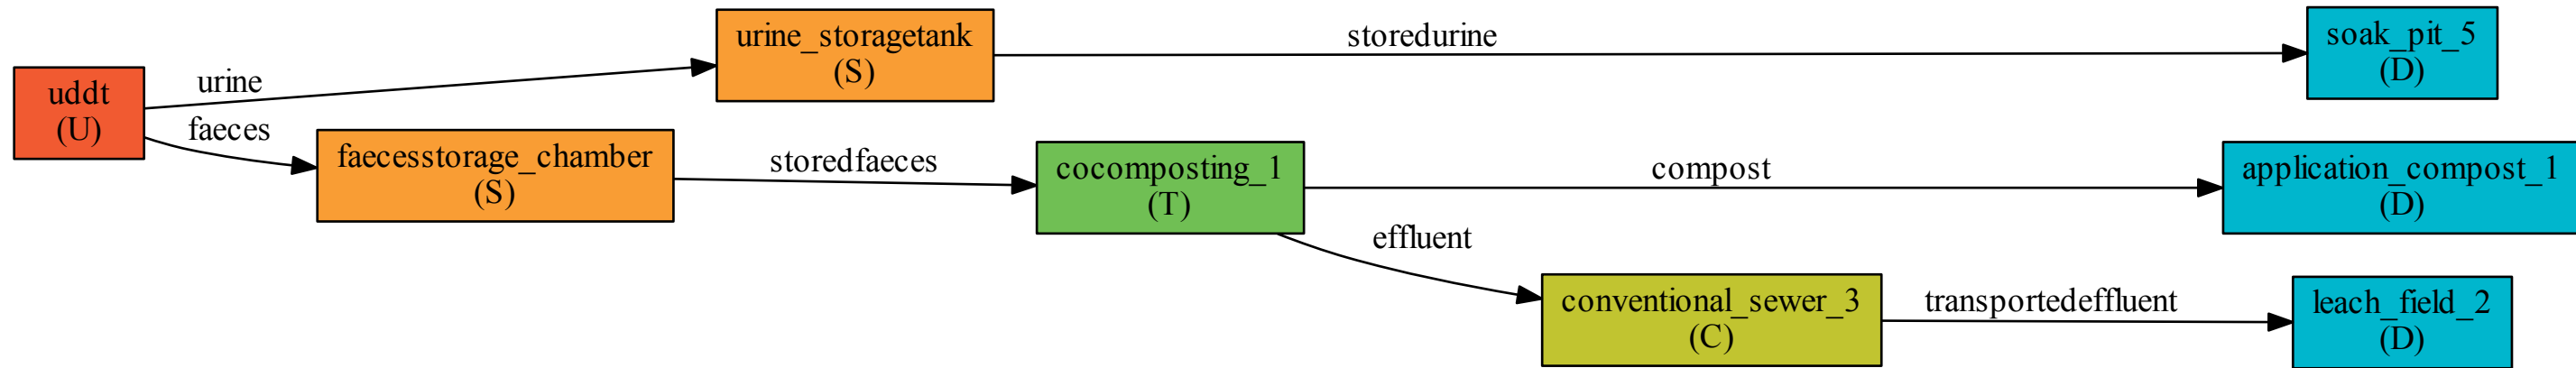 uddt
(U)
urine
faeces
urine_storagetank
(S)
faecesstorage_chamber
(S)
storedurine
storedfaeces
cocomposting_1
(T)
compost
effluent
conventional_sewer_3
(C)
transportedeffluent
soak_pit_5
(D)
application_compost_1
(D)
leach_field_2
(D)